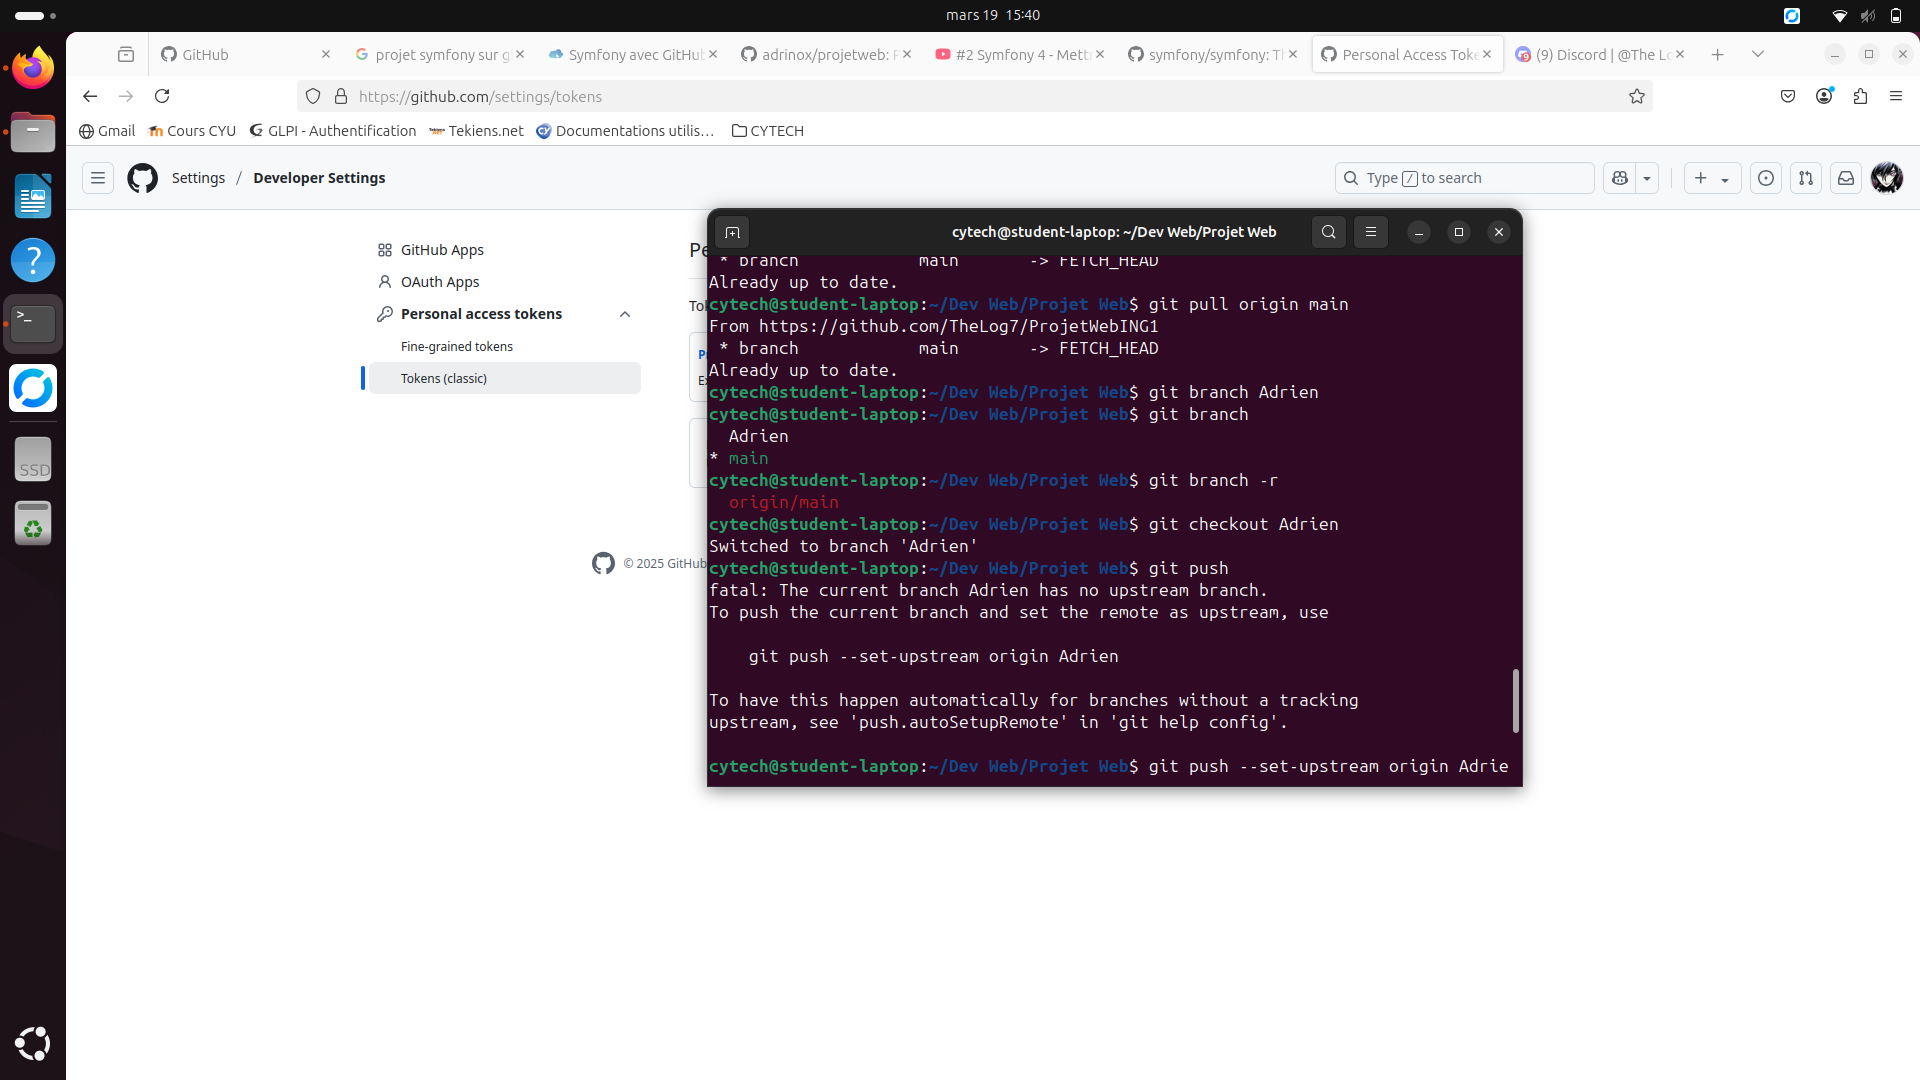 mars 19 15:40
GitHub
projet symfony sur g
Symfony avec GitHub
adrinox/projetweb: P
#2 Symfony 4 - Mett
symfony/symfony: Th
Personal Access Toke
(9) Discord | @The Lo
https://github.com/settings/tokens
Gmail
Cours CYU
GLPI - Authentification
Tekiens.net
Documentations utilis…
CYTECH
Settings / Developer Settings
Type / to search
GitHub Apps
OAuth Apps
Personal access tokens
Fine-grained tokens
Tokens (classic)
Pe
Tok
© 2025 GitHub
SSD
cytech@student-laptop: ~/Dev Web/Projet Web
* branch main -> FETCH_HEAD
Already up to date.
cytech@student-laptop:~/Dev Web/Projet Web$ git pull origin main
From https://github.com/TheLog7/ProjetWebING1
* branch main -> FETCH_HEAD
Already up to date.
cytech@student-laptop:~/Dev Web/Projet Web$ git branch Adrien
cytech@student-laptop:~/Dev Web/Projet Web$ git branch
Adrien
* main
cytech@student-laptop:~/Dev Web/Projet Web$ git branch -r
origin/main
cytech@student-laptop:~/Dev Web/Projet Web$ git checkout Adrien
Switched to branch 'Adrien'
cytech@student-laptop:~/Dev Web/Projet Web$ git push
fatal: The current branch Adrien has no upstream branch.
To push the current branch and set the remote as upstream, use
git push --set-upstream origin Adrien
To have this happen automatically for branches without a tracking
upstream, see 'push.autoSetupRemote' in 'git help config'.
cytech@student-laptop:~/Dev Web/Projet Web$ git push --set-upstream origin Adrie